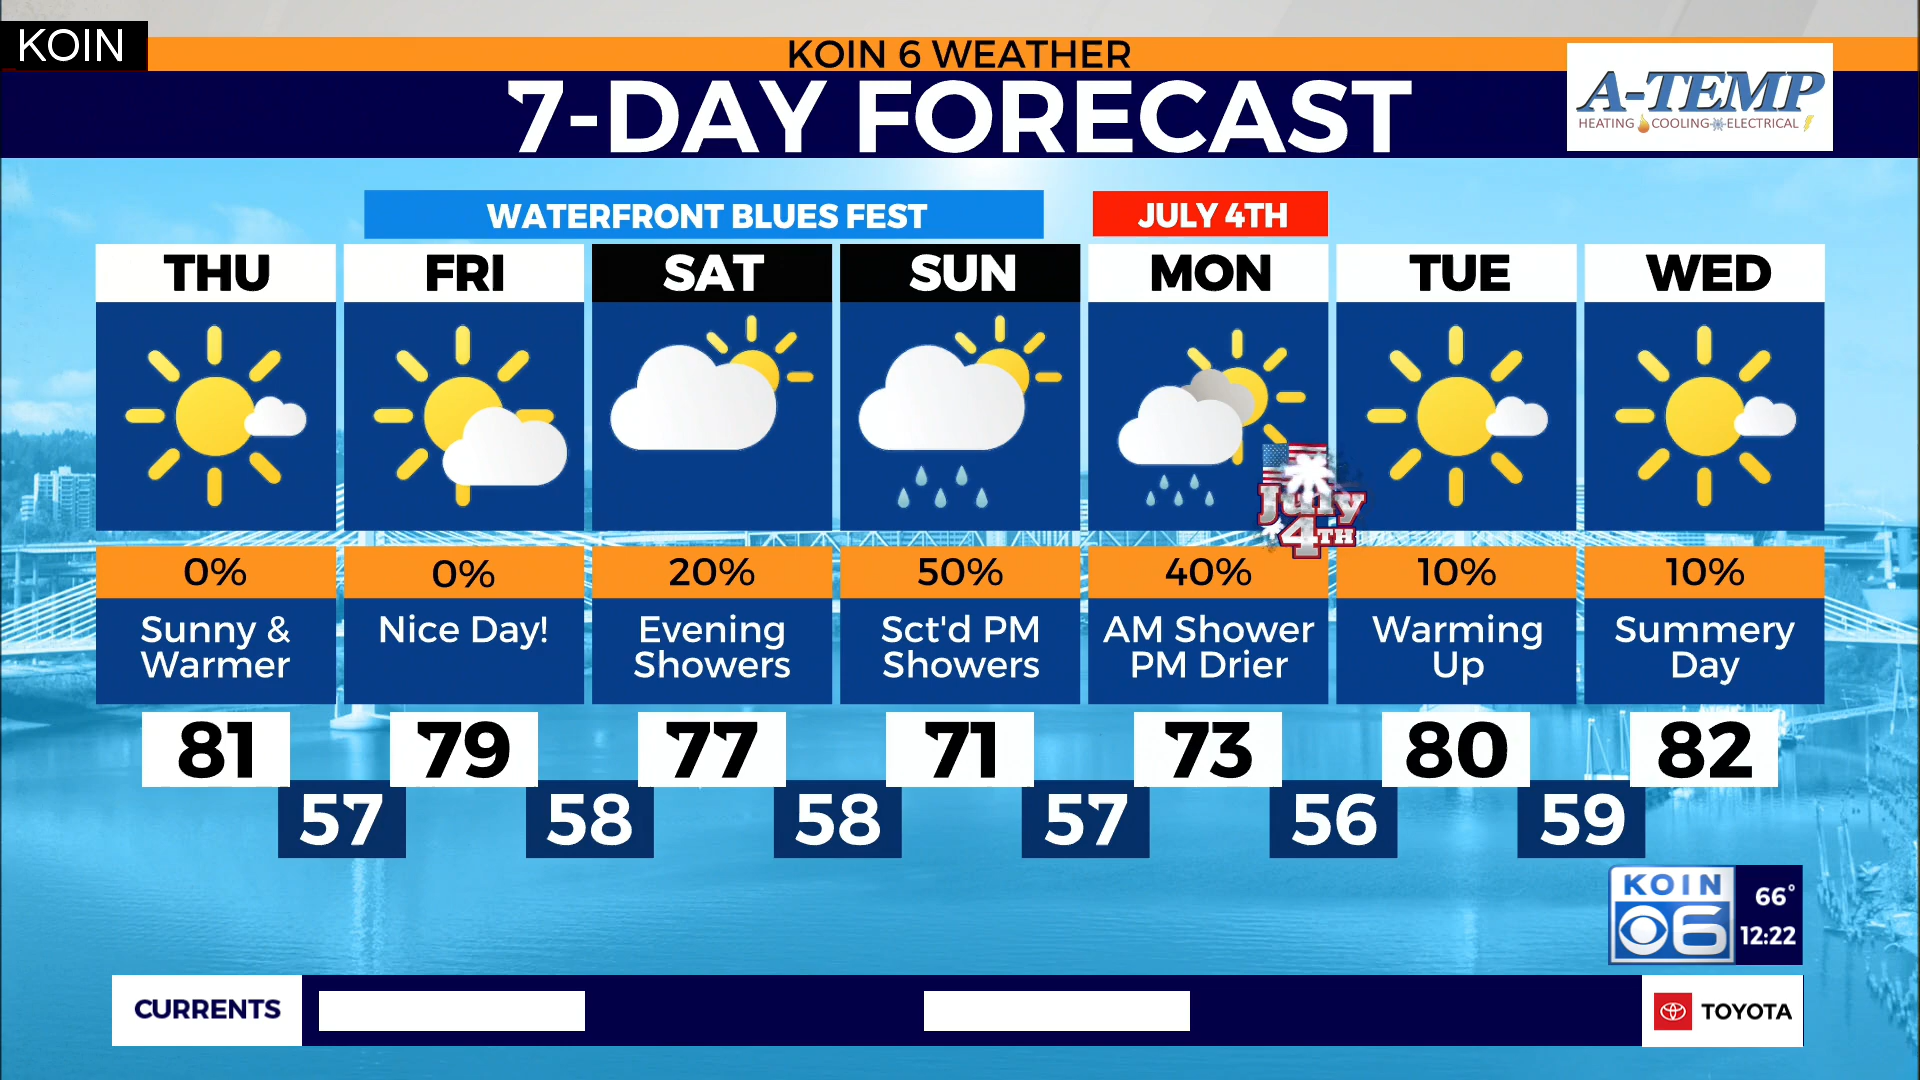 KOIN
KOIN 6 WEATHER
7-DAY FORECAST
A-TEMP
HEATING COOLING ELECTRICAL
WATERFRONT BLUES FEST
JULY 4TH
THU FRI SAT SUN MON TUE WED
July
4TH
0% 0% 20% 50% 40% 10% 10%
Sunny & Nice Day! Evening Sct'd PM AM Shower Warming Summery
Warmer Showers Showers PM Drier Up Day
81 79 77 71 73 80 82
57 58 58 57 56 59
KOIN
6
66°
12:22
CURRENTS
TOYOTA